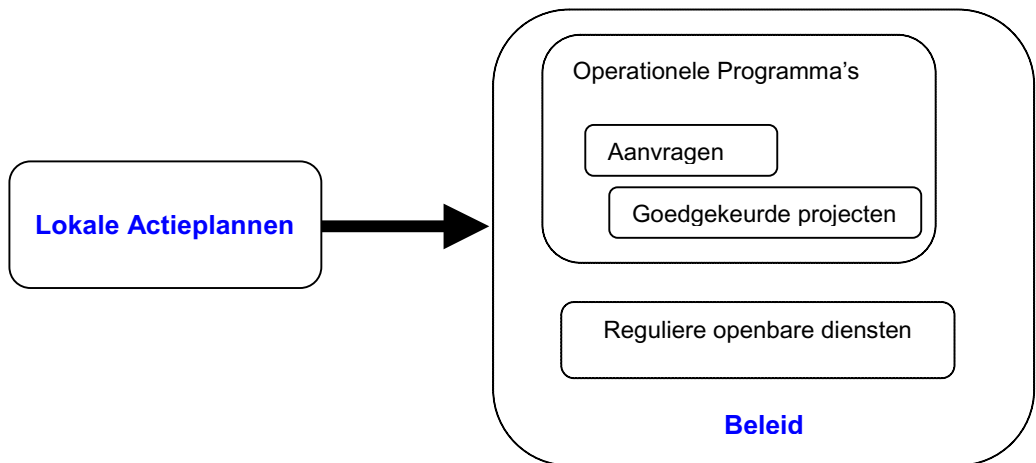 Operationele Programma’s
Aanvragen
Goedgekeurde projecten
Lokale Actieplannen
Reguliere openbare diensten
Beleid